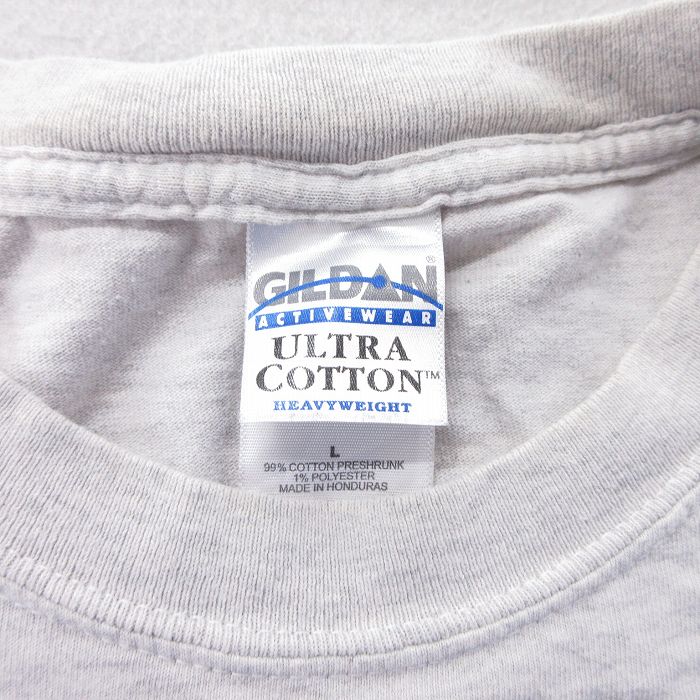 GILDAN®
ACTIVEWEAR
ULTRA
COTTON™
HEAVYWEIGHT
L
99% COTTON PRESHRUNK
1% POLYESTER
MADE IN HONDURAS